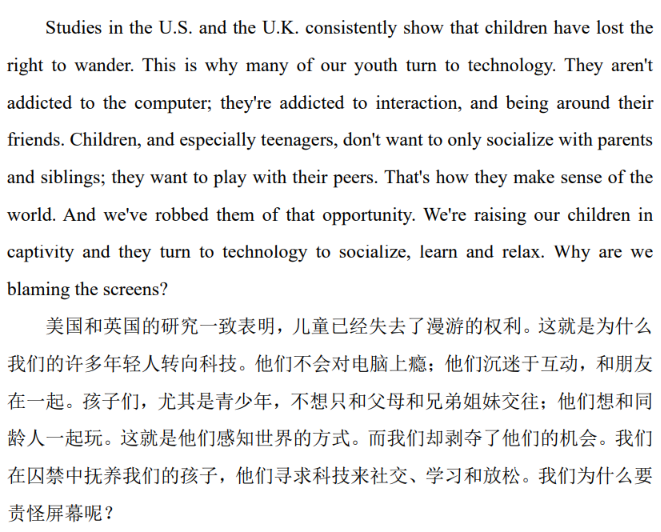 Studies in the U.S. and the U.K. consistently show that children have lost the
right to wander. This is why many of our youth turn to technology. They aren't
addicted to the computer; they're addicted to interaction, and being around their
friends. Children, and especially teenagers, don't want to only socialize with parents
and siblings; they want to play with their peers. That's how they make sense of the
world. And we've robbed them of that opportunity. We're raising our children in
captivity and they turn to technology to socialize, learn and relax. Why are we
blaming the screens?
美国和英国的研究一致表明，儿童已经失去了漫游的权利。这就是为什么
我们的许多年轻人转向科技。他们不会对电脑上瘾；他们沉迷于互动，和朋友
在一起。孩子们，尤其是青少年，不想只和父母和兄弟姐妹交往；他们想和同
龄人一起玩。这就是他们感知世界的方式。而我们却剥夺了他们的机会。我们
在囚禁中抚养我们的孩子，他们寻求科技来社交、学习和放松。我们为什么要
责怪屏幕呢？